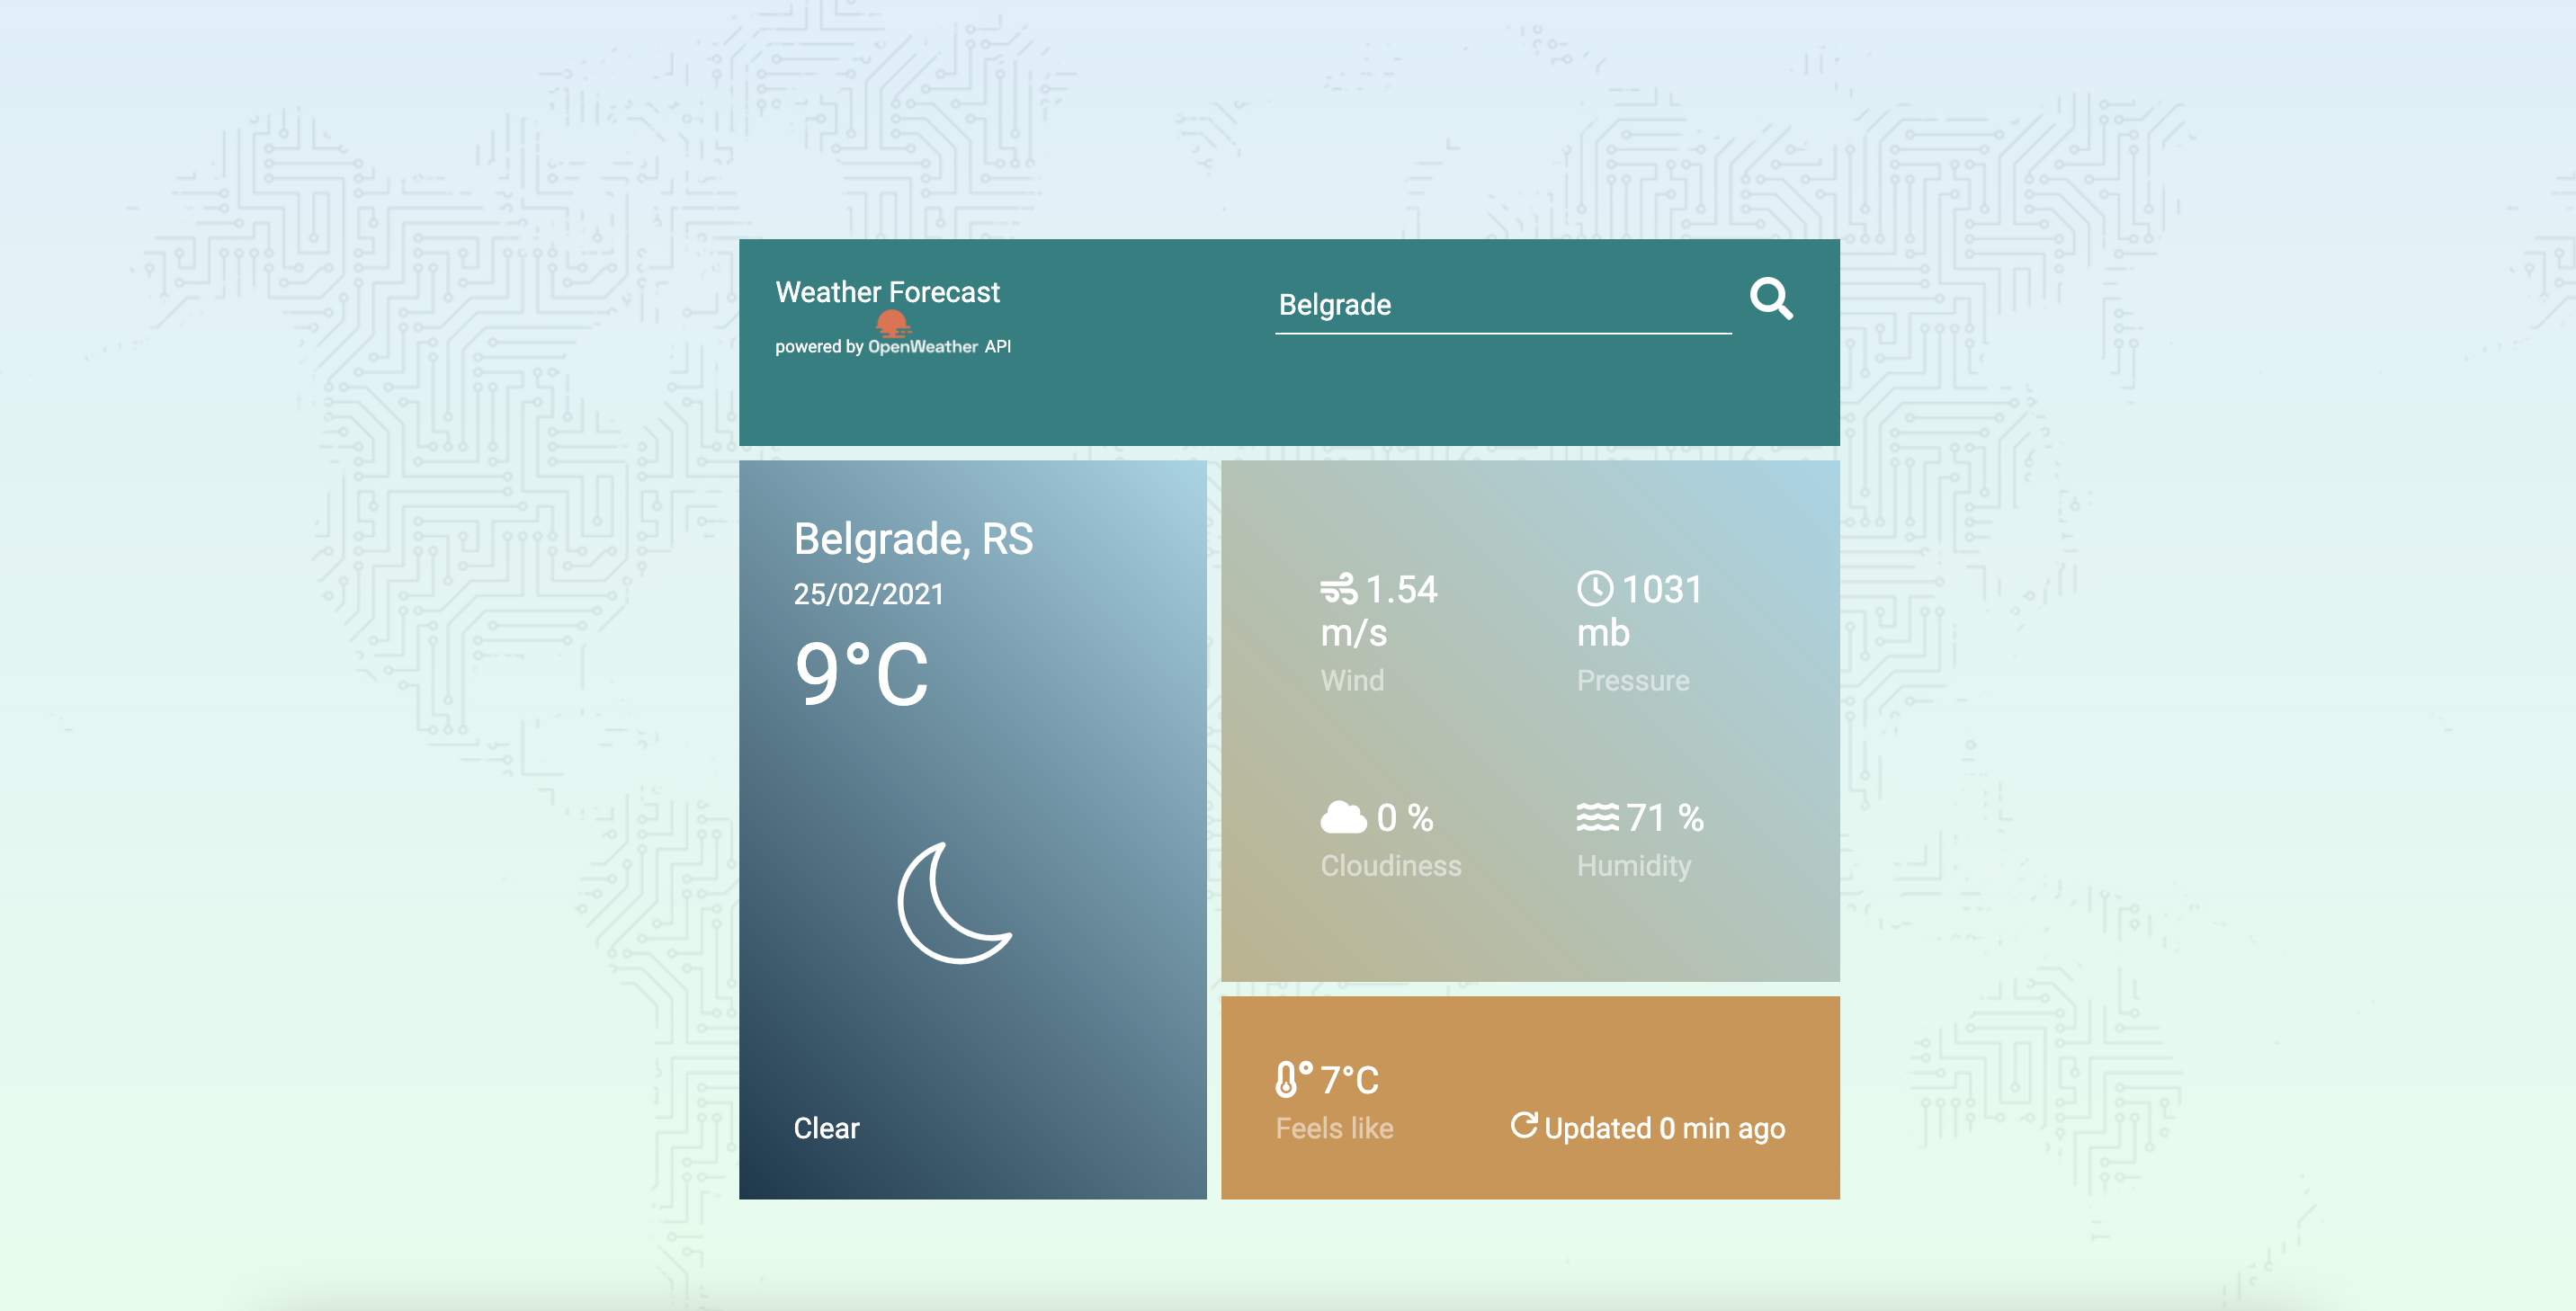 Weather Forecast
powered by OpenWeather API
Belgrade
Belgrade, RS
25/02/2021
9°C
Clear
1.54
m/s
Wind
1031
mb
Pressure
0 %
Cloudiness
71 %
Humidity
7°C
Feels like
Updated 0 min ago